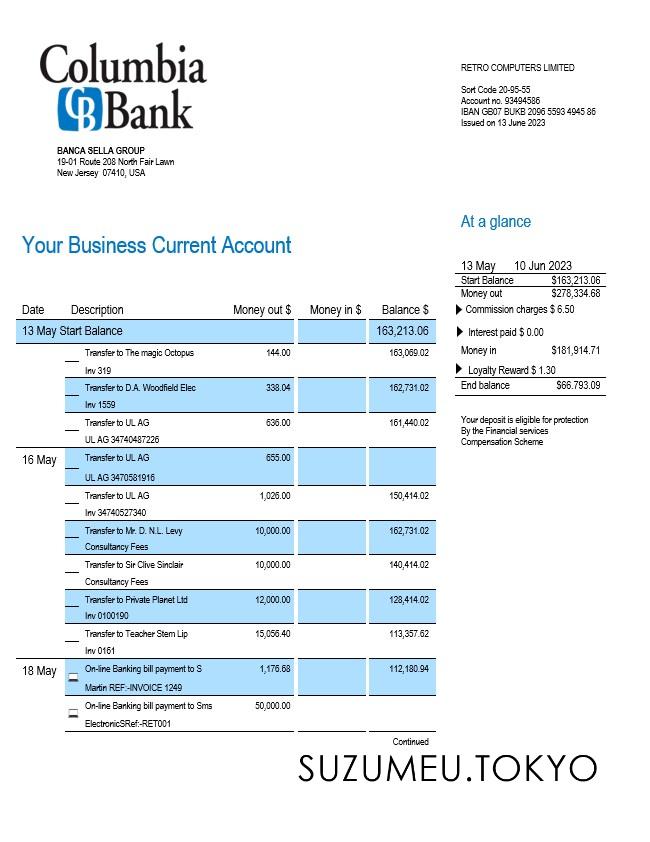 Columbia
CB Bank
BANCA SELLA GROUP
19-01 Route 208 North Fair Lawn
New Jersey 07410, USA
RETRO COMPUTERS LIMITED
Sort Code 20-95-55
Account no. 93494586
IBAN GB07 BUKB 2096 5593 4945 86
Issued on 13 June 2023
At a glance
13 May 10 Jun 2023
Start Balance $163,213.06
Money out $278,334.68
Commission charges $ 6.50
Interest paid $ 0.00
Money in $181,914.71
Loyalty Reward $ 1.30
End balance $66.793.09
Your deposit is eligible for protection
By the Financial services
Compensation Scheme
Your Business Current Account
Date Description Money out $ Money in $ Balance $
13 May Start Balance 163,213.06
Transfer to The magic Octopus 144.00 163,069.02
Inv 319
Transfer to D.A. Woodfield Elec 338.04 162,731.02
Inv 1559
Transfer to UL AG 636.00 161,440.02
UL AG 34740487226
16 May Transfer to UL AG 655.00
UL AG 3470581916
Transfer to UL AG 1,026.00 150,414.02
Inv 34740527340
Transfer to Mr. D. N.L. Levy 10,000.00 162,731.02
Consultancy Fees
Transfer to Sir Clive Sinclair 10,000.00 140,414.02
Consultancy Fees
Transfer to Private Planet Ltd 12,000.00 128,414.02
Inv 0100190
Transfer to Teacher Stem Lip 15,056.40 113,357.62
Inv 0161
18 May On-line Banking bill payment to S 1,176.68 112,180.94
Martin REF:-INVOICE 1249
On-line Banking bill payment to Sms 50,000.00
ElectronicSRef:-RET001
Continued
SUZUMEU.TOKYO